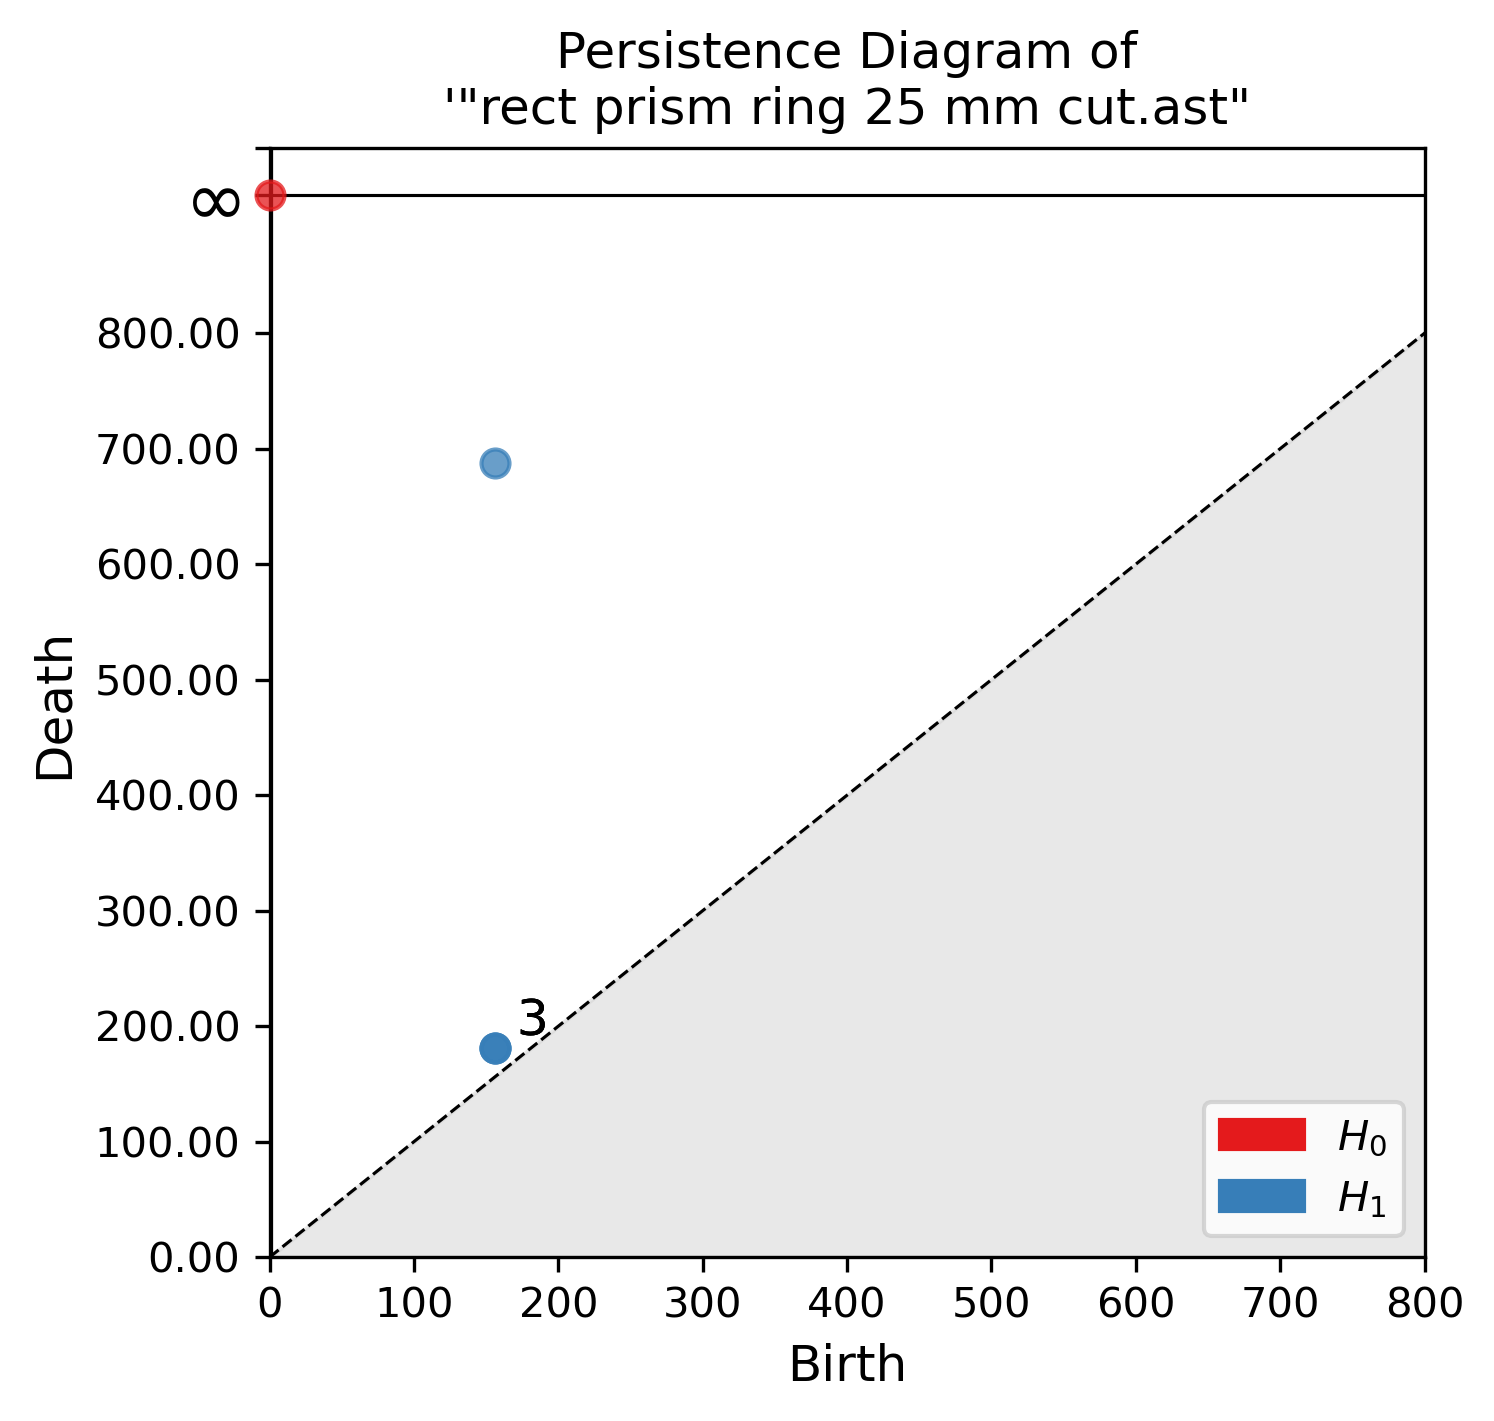 Persistence Diagram of
'"rect prism ring 25 mm cut.ast"
∞
800.00
700.00
600.00
500.00
400.00
300.00
200.00
100.00
0.00
Death
3
H₀
H₁
0 100 200 300 400 500 600 700 800
Birth